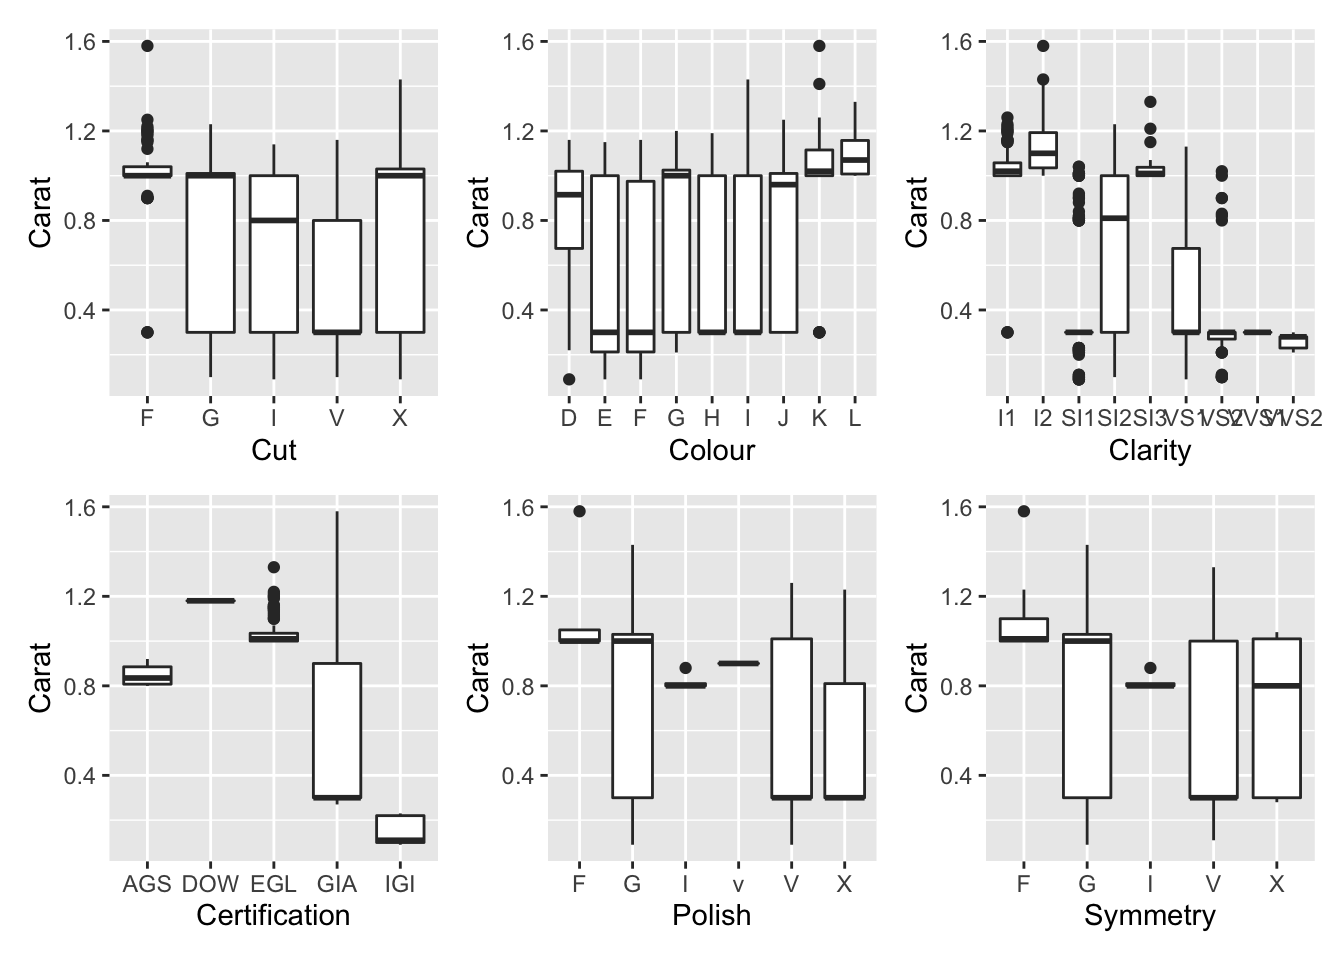 1.6
1.2
0.8
0.4
Carat
F G I V X
Cut
1.6
1.2
0.8
0.4
Carat
D E F G H I J K L
Colour
1.6
1.2
0.8
0.4
Carat
I1 I2 SI1 SI2 SI3 VS1 VS2 VVS1 VVS2
Clarity
1.6
1.2
0.8
0.4
Carat
AGS DOW EGL GIA IGI
Certification
1.6
1.2
0.8
0.4
Carat
F G I v V X
Polish
1.6
1.2
0.8
0.4
Carat
F G I V X
Symmetry